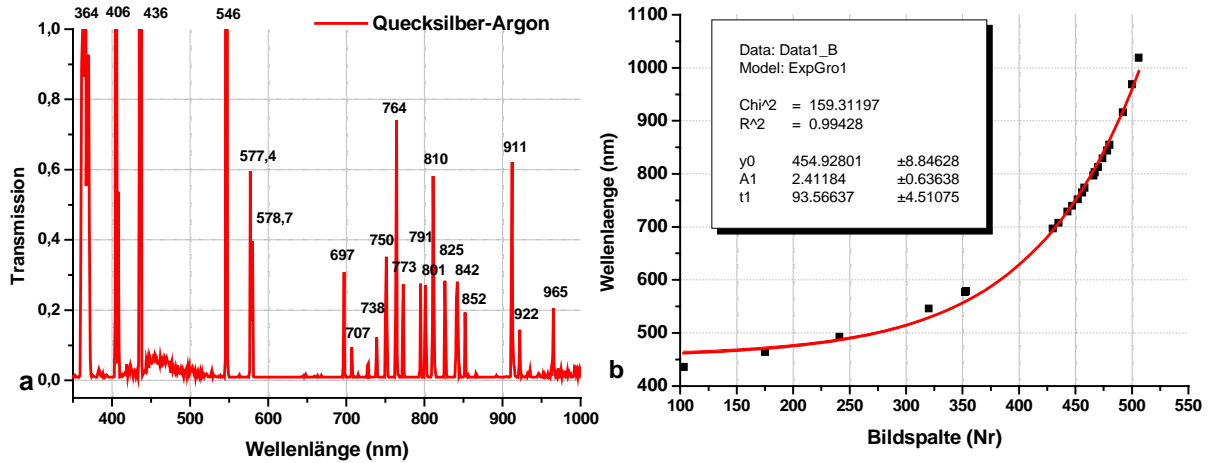 364 406 436 546
Quecksilber-Argon
1,0
0,8
0,6
0,4
0,2
0,0
Transmission
577,4
578,7
697
707
738
750
764
773
791
801
810
825
842
852
911
922
965
a
400 500 600 700 800 900 1000
Wellenlänge (nm)
1100
1000
900
800
700
600
500
400
Wellenlaenge (nm)
Data: Data1_B
Model: ExpGro1
Chi^2 = 159.31197
R^2 = 0.99428
y0 454.92801 ±8.84628
A1 2.41184 ±0.63638
t1 93.56637 ±4.51075
b
100 150 200 250 300 350 400 450 500 550
Bildspalte (Nr)